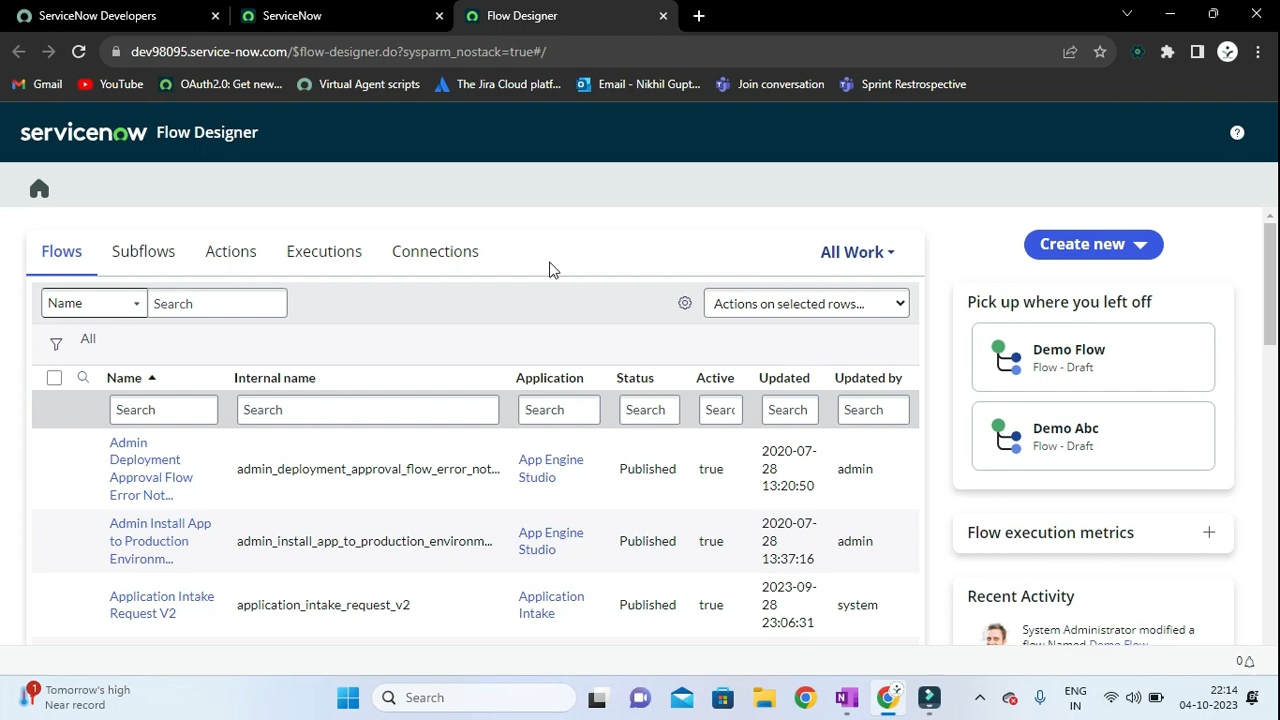 ServiceNow Developers
ServiceNow
Flow Designer
dev98095.service-now.com/$flow-designer.do?sysparm_nostack=true#/
Gmail
YouTube
OAuth2.0: Get new...
Virtual Agent scripts
The Jira Cloud platf...
Email - Nikhil Gupt...
Join conversation
Sprint Retrospective
servicenow Flow Designer
Flows
Subflows
Actions
Executions
Connections
All Work
Create new
Name
Search
Actions on selected rows...
All
Name
Internal name
Application
Status
Active
Updated
Updated by
Search
Search
Search
Search
Searc
Search
Search
Admin
Deployment
Approval Flow
Error Not...
admin_deployment_approval_flow_error_not...
App Engine
Studio
Published
true
2020-07-
28
13:20:50
admin
Admin Install App
to Production
Environm...
admin_install_app_to_production_environm...
App Engine
Studio
Published
true
2020-07-
28
13:37:16
admin
Application Intake
Request V2
application_intake_request_v2
Application
Intake
Published
true
2023-09-
28
23:06:31
system
Pick up where you left off
Demo Flow
Flow - Draft
Demo Abc
Flow - Draft
Flow execution metrics
Recent Activity
System Administrator modified a
flow Named Demo Flow
0
1
Tomorrow's high
Near record
Search
ENG
IN
22:14
04-10-2023